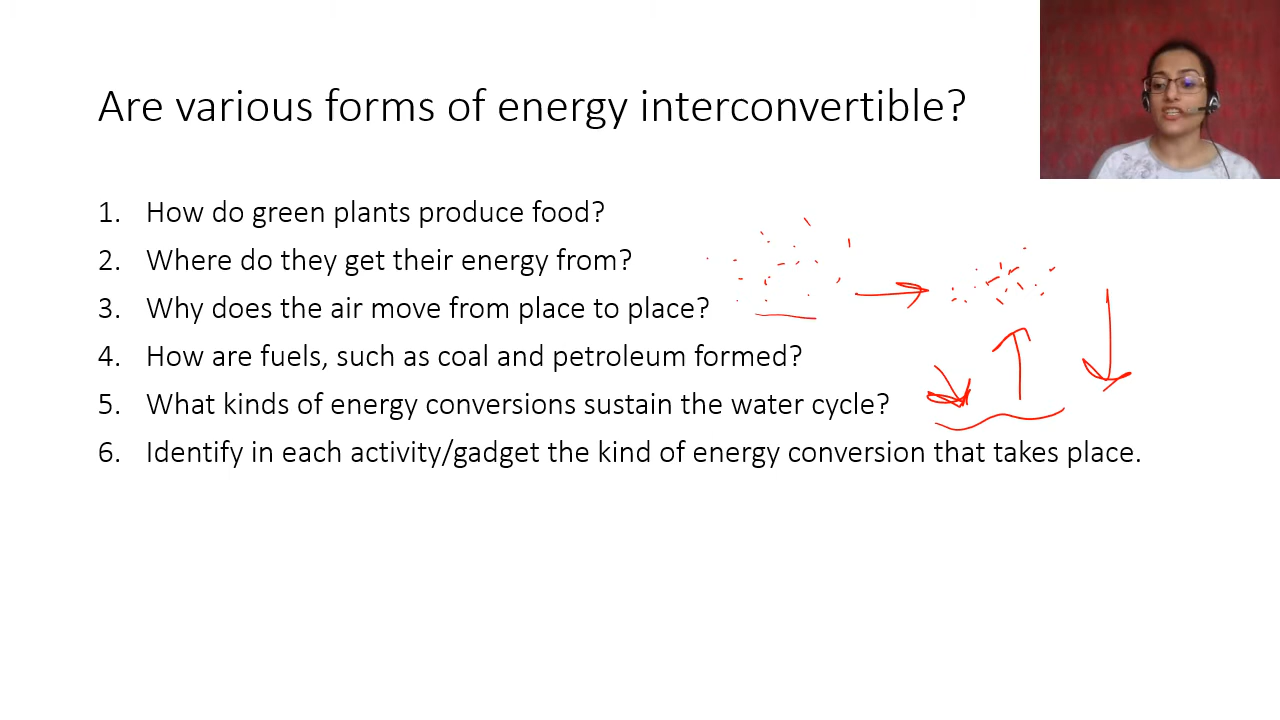 Are various forms of energy interconvertible?
1. How do green plants produce food?
2. Where do they get their energy from?
3. Why does the air move from place to place?
4. How are fuels, such as coal and petroleum formed?
5. What kinds of energy conversions sustain the water cycle?
6. Identify in each activity/gadget the kind of energy conversion that takes place.